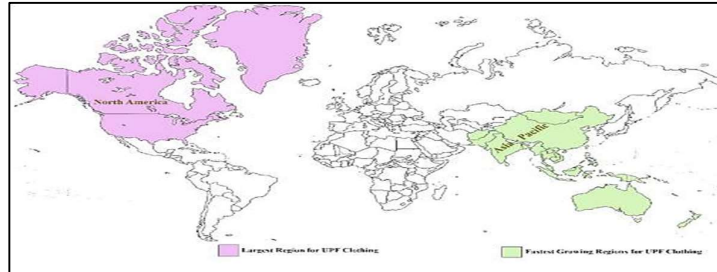 North America
Asia Pacific
Largest Region for UPF Clothing
Fastest Growing Regions for UPF Clothing